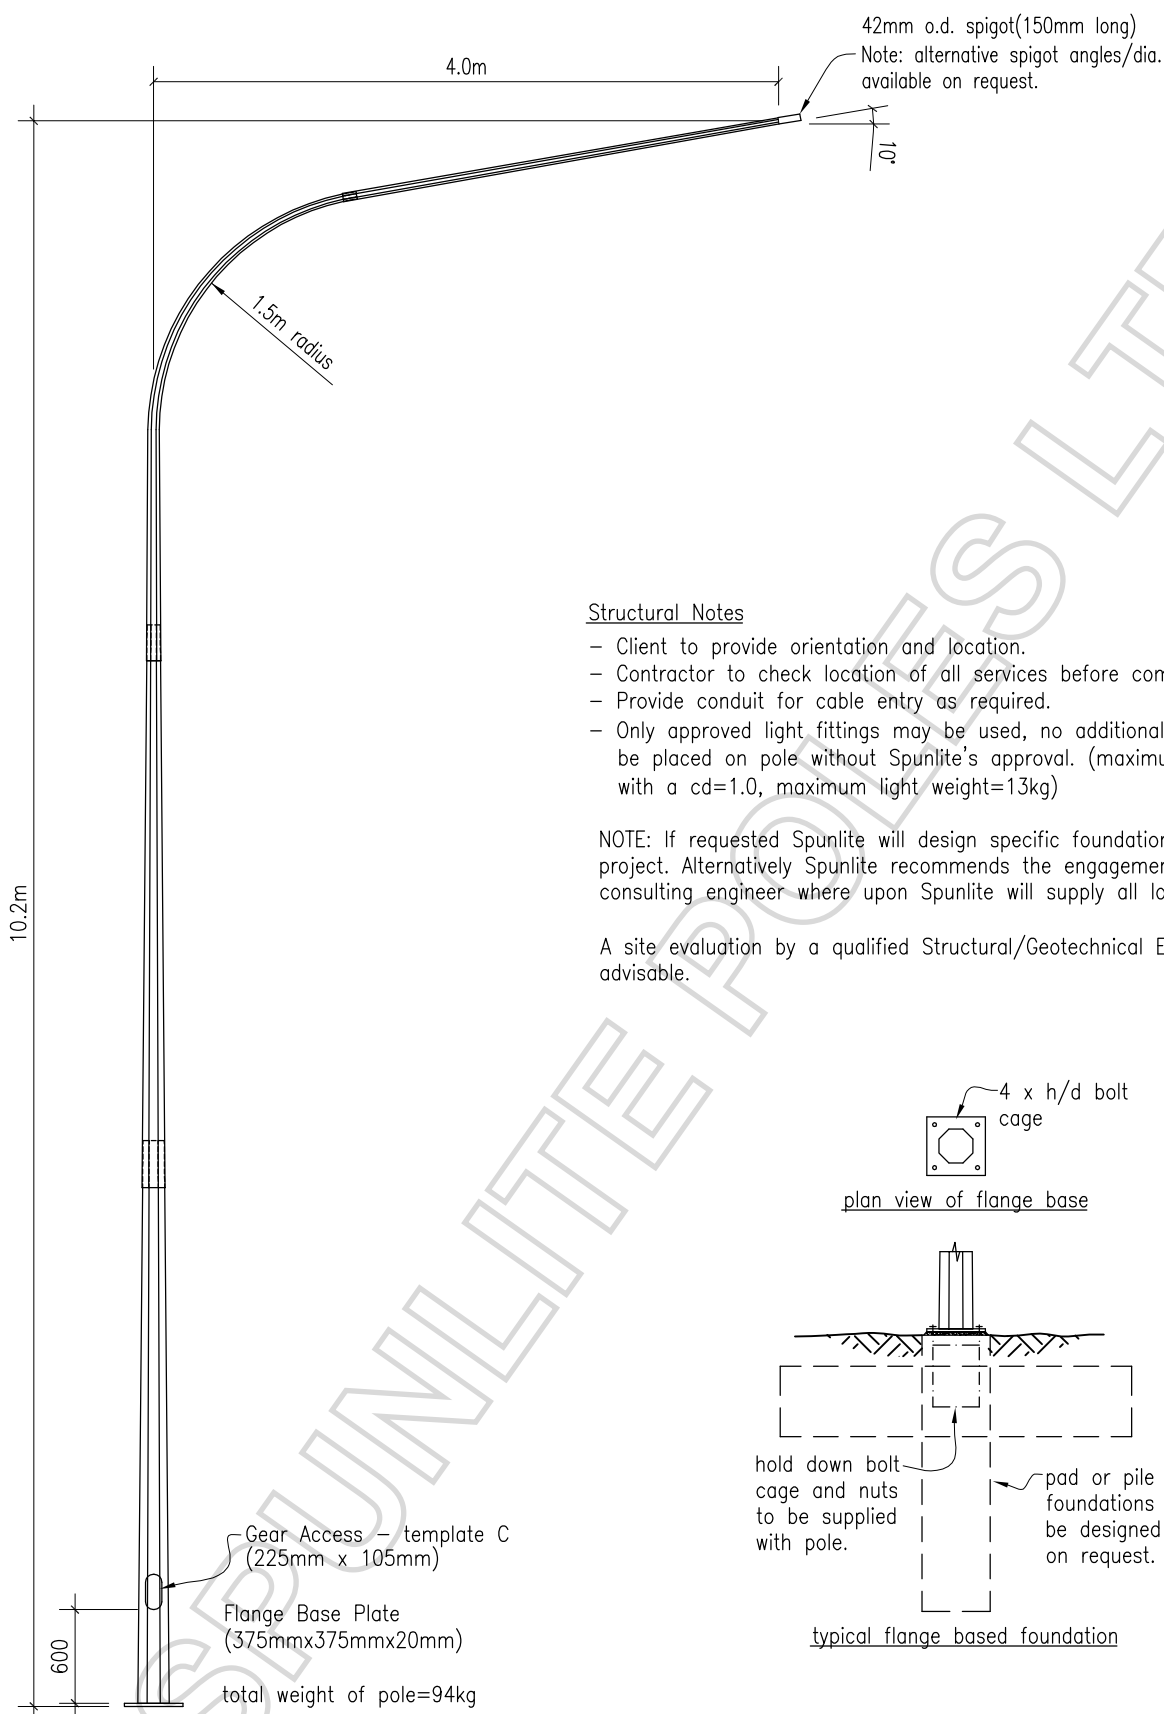 42mm o.d. spigot(150mm long)
Note: alternative spigot angles/dia.
available on request.
4.0m
10°
1.5m radius
10.2m
Structural Notes
– Client to provide orientation and location.
– Contractor to check location of all services before
– Provide conduit for cable entry as required.
– Only approved light fittings may be used, no additional
be placed on pole without Spunlite's approval.
with a cd=1.0, maximum light weight=13kg)
NOTE: If requested Spunlite will design specific
project. Alternatively Spunlite recommends the
consulting engineer where upon Spunlite will supply all
A site evaluation by a qualified Structural/Geotechnical
advisable.
4 x h/d bolt
cage
plan view of flange base
hold down bolt
cage and nuts
to be supplied
with pole.
pad or pile
foundations
be designed
on request.
typical flange based foundation
Gear Access – template C
(225mm x 105mm)
Flange Base Plate
(375mmx375mmx20mm)
600
total weight of pole=94kg
SPUNLITE POLES